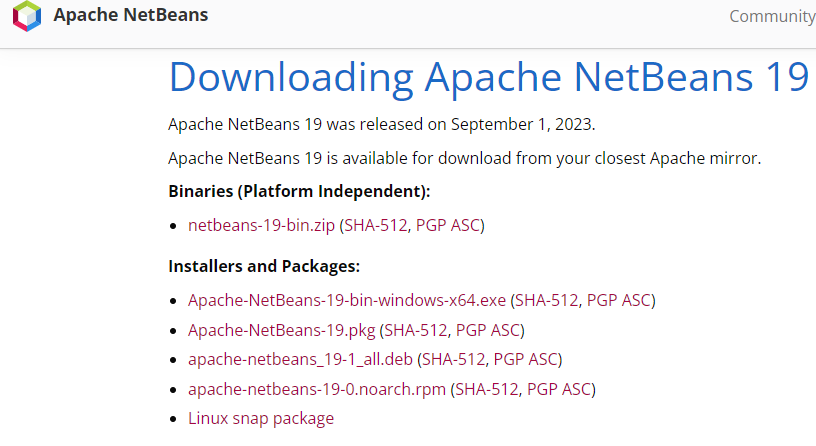 Apache NetBeans
Community
Downloading Apache NetBeans 19
Apache NetBeans 19 was released on September 1, 2023.
Apache NetBeans 19 is available for download from your closest Apache mirror.
Binaries (Platform Independent):
• netbeans-19-bin.zip (SHA-512, PGP ASC)
Installers and Packages:
• Apache-NetBeans-19-bin-windows-x64.exe (SHA-512, PGP ASC)
• Apache-NetBeans-19.pkg (SHA-512, PGP ASC)
• apache-netbeans_19-1_all.deb (SHA-512, PGP ASC)
• apache-netbeans-19-0.noarch.rpm (SHA-512, PGP ASC)
• Linux snap package